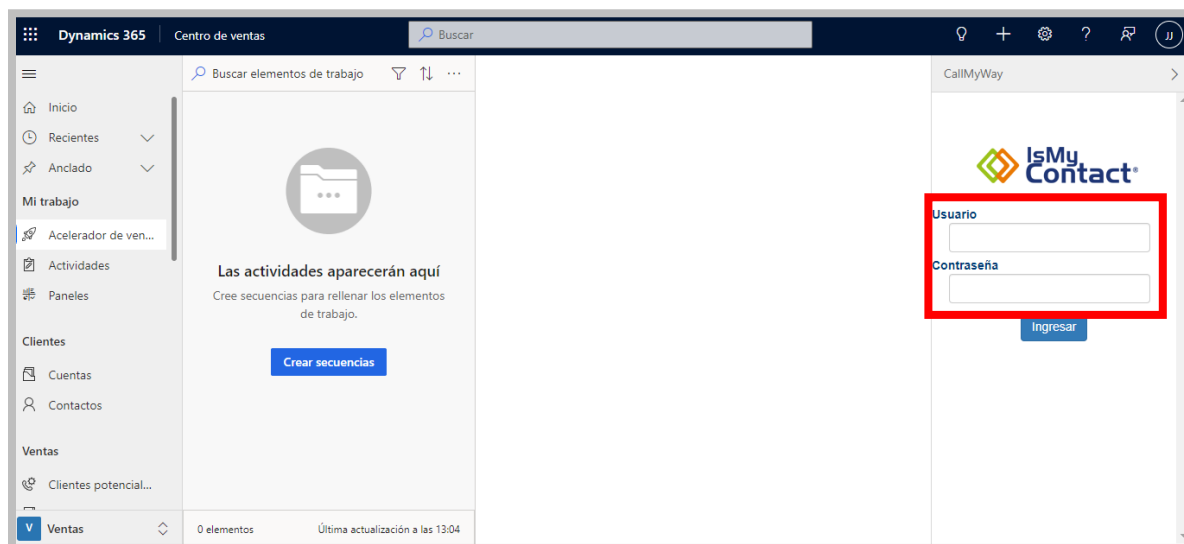 Dynamics 365
Centro de ventas
Buscar
?
JJ
Inicio
Recientes
Anclado
Mi trabajo
Acelerador de ven...
Actividades
Paneles
Clientes
Cuentas
Contactos
Ventas
Clientes potencial...
V Ventas
Buscar elementos de trabajo
Las actividades aparecerán aquí
Cree secuencias para rellenar los elementos
de trabajo.
Crear secuencias
0 elementos
Última actualización a las 13:04
CallMyWay
IsMy
Contact®
Usuario
Contraseña
Ingresar